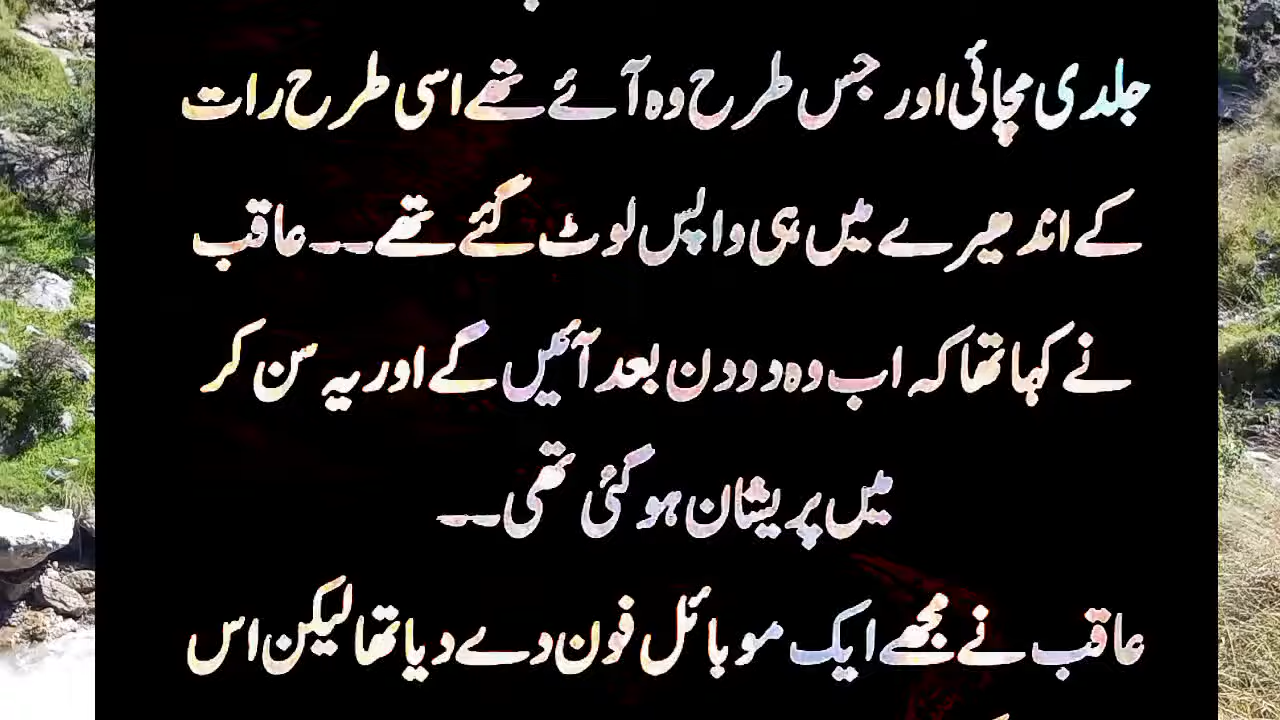 جلدی مچائی اور جس طرح وہ آئے تھے اسی طرح رات
کے اندھیرے میں ہی واپس لوٹ گئے تھے۔۔ عاقب
نے کہا تھا کہ اب وہ دو دن بعد آئیں گے اور یہ سن کر
میں پریشان ہو گئی تھی۔۔
عاقب نے مجھے ایک موبائل فون دے دیا تھا لیکن اس